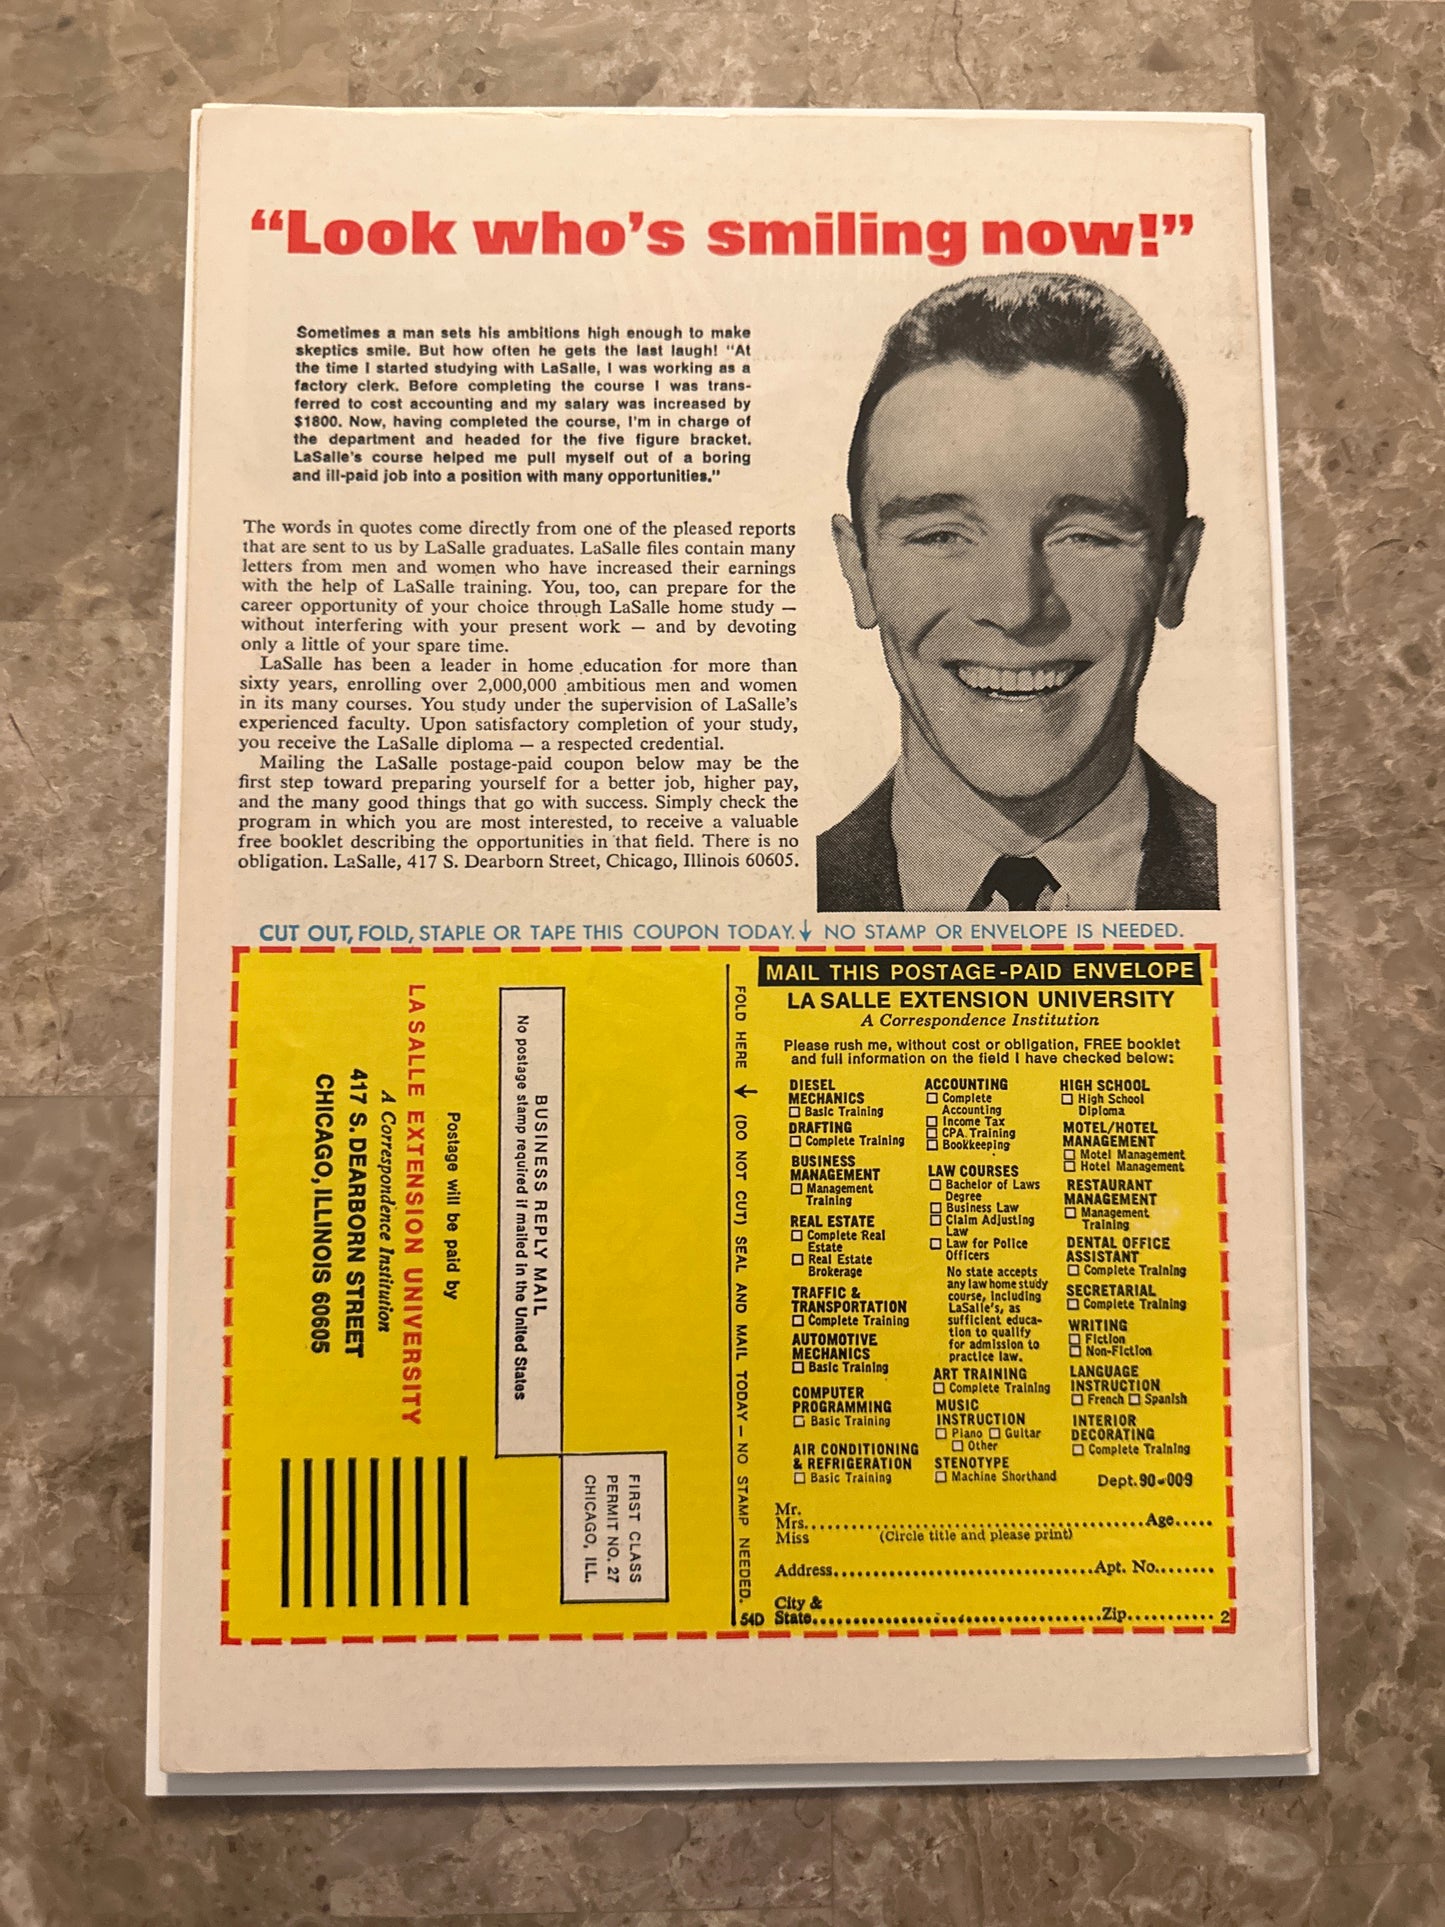 “Look who’s smiling now!”
Sometimes a man sets his ambitions high enough to make
skeptics smile. But how often he gets the last laugh! “At
the time I started studying with LaSalle, I was working as a
factory clerk. Before completing the course I was trans-
ferred to cost accounting and my salary was increased by
$1800. Now, having completed the course, I’m in charge of
the department and headed for the five figure bracket.
LaSalle’s course helped me pull myself out of a boring
and ill-paid job into a position with many opportunities.”
The words in quotes come directly from one of the pleased reports
that are sent to us by LaSalle graduates. LaSalle files contain many
letters from men and women who have increased their earnings
with the help of LaSalle training. You, too, can prepare for the
career opportunity of your choice through LaSalle home study —
without interfering with your present work — and by devoting
only a little of your spare time.
LaSalle has been a leader in home education for more than
sixty years, enrolling over 2,000,000 ambitious men and women
in its many courses. You study under the supervision of LaSalle’s
experienced faculty. Upon satisfactory completion of your study,
you receive the LaSalle diploma — a respected credential.
Mailing the LaSalle postage-paid coupon below may be the
first step toward preparing yourself for a better job, higher pay,
and the many good things that go with success. Simply check the
program in which you are most interested, to receive a valuable
free booklet describing the opportunities in that field. There is no
obligation. LaSalle, 417 S. Dearborn Street, Chicago, Illinois 60605.
CUT OUT, FOLD, STAPLE OR TAPE THIS COUPON TODAY. ↓ NO STAMP OR ENVELOPE IS NEEDED.
FIRST CLASS
PERMIT NO. 27
CHICAGO, ILL.
BUSINESS REPLY MAIL
No postage stamp required if mailed in the United States
Postage will be paid by
LA SALLE EXTENSION UNIVERSITY
A Correspondence Institution
417 S. DEARBORN STREET
CHICAGO, ILLINOIS 60605
FOLD HERE ↓ (DO NOT CUT) SEAL AND MAIL TODAY — NO STAMP NEEDED.
MAIL THIS POSTAGE-PAID ENVELOPE
LA SALLE EXTENSION UNIVERSITY
A Correspondence Institution
Please rush me, without cost or obligation, FREE booklet
and full information on the field I have checked below:
DIESEL
MECHANICS
☐ Basic Training
DRAFTING
☐ Complete Training
BUSINESS
MANAGEMENT
☐ Management
Training
REAL ESTATE
☐ Complete Real
Estate
☐ Real Estate
Brokerage
TRAFFIC &
TRANSPORTATION
☐ Complete Training
AUTOMOTIVE
MECHANICS
☐ Basic Training
COMPUTER
PROGRAMMING
☐ Basic Training
AIR CONDITIONING
& REFRIGERATION
☐ Basic Training
ACCOUNTING
☐ Complete
Accounting
☐ Income Tax
☐ CPA Training
☐ Bookkeeping
LAW COURSES
☐ Bachelor of Laws
Degree
☐ Business Law
☐ Claim Adjusting
Law
☐ Law for Police
Officers
No state accepts
any law home study
course, including
LaSalle’s, as
sufficient educa-
tion to qualify
for admission to
practice law.
ART TRAINING
☐ Complete Training
MUSIC
INSTRUCTION
☐ Piano ☐ Guitar
☐ Other
STENOTYPE
☐ Machine Shorthand
HIGH SCHOOL
☐ High School
Diploma
MOTEL/HOTEL
MANAGEMENT
☐ Motel Management
☐ Hotel Management
RESTAURANT
MANAGEMENT
☐ Management
Training
DENTAL OFFICE
ASSISTANT
☐ Complete Training
SECRETARIAL
☐ Complete Training
WRITING
☐ Fiction
☐ Non-Fiction
LANGUAGE
INSTRUCTION
☐ French ☐ Spanish
INTERIOR
DECORATING
☐ Complete Training
Dept. 90-009
Mr.
Mrs. Age
Miss (Circle title and please print)
Address Apt. No.
City &
State Zip 2
54D